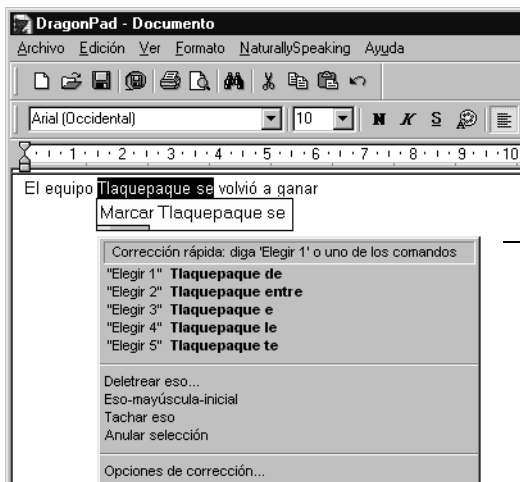 DragonPad - Documento
Archivo Edición Ver Formato NaturallySpeaking Ayuda
Arial (Occidental) 10 N K S
1 2 3 4 5 6 7 8 9 10
El equipo Tlaquepaque se volvió a ganar
Marcar Tlaquepaque se
Corrección rápida: diga 'Elegir 1' o uno de los comandos
"Elegir 1" Tlaquepaque de
"Elegir 2" Tlaquepaque entre
"Elegir 3" Tlaquepaque e
"Elegir 4" Tlaquepaque le
"Elegir 5" Tlaquepaque te
Deletrear eso...
Eso-mayúscula-inicial
Tachar eso
Anular selección
Opciones de corrección...